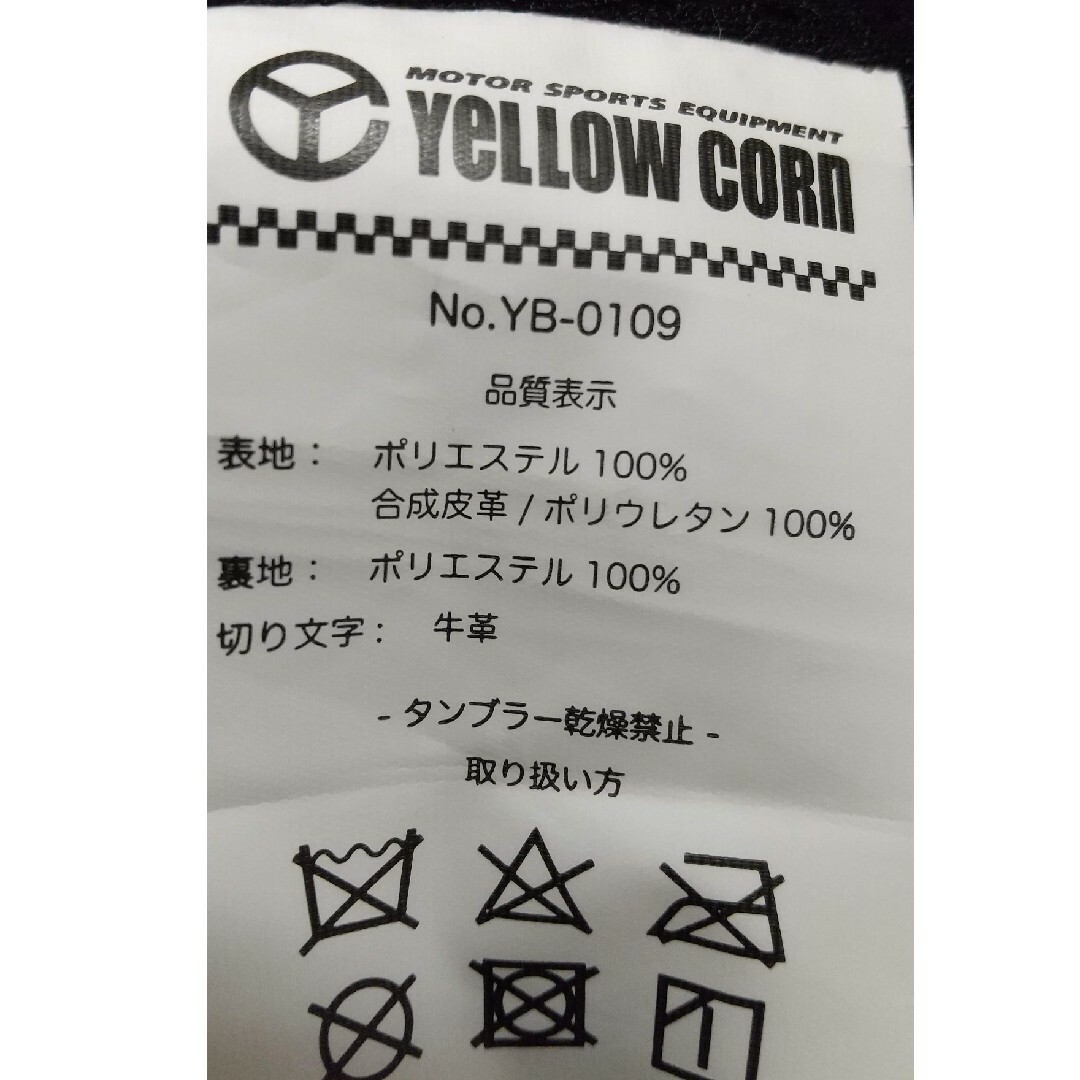 MOTOR SPORTS EQUIPMENT
YeLLOW CORn
No.YB-0109
品質表示
表地： ポリエステル 100%
合成皮革 / ポリウレタン 100%
裏地： ポリエステル 100%
切り文字： 牛革
- タンブラー乾燥禁止 -
取り扱い方